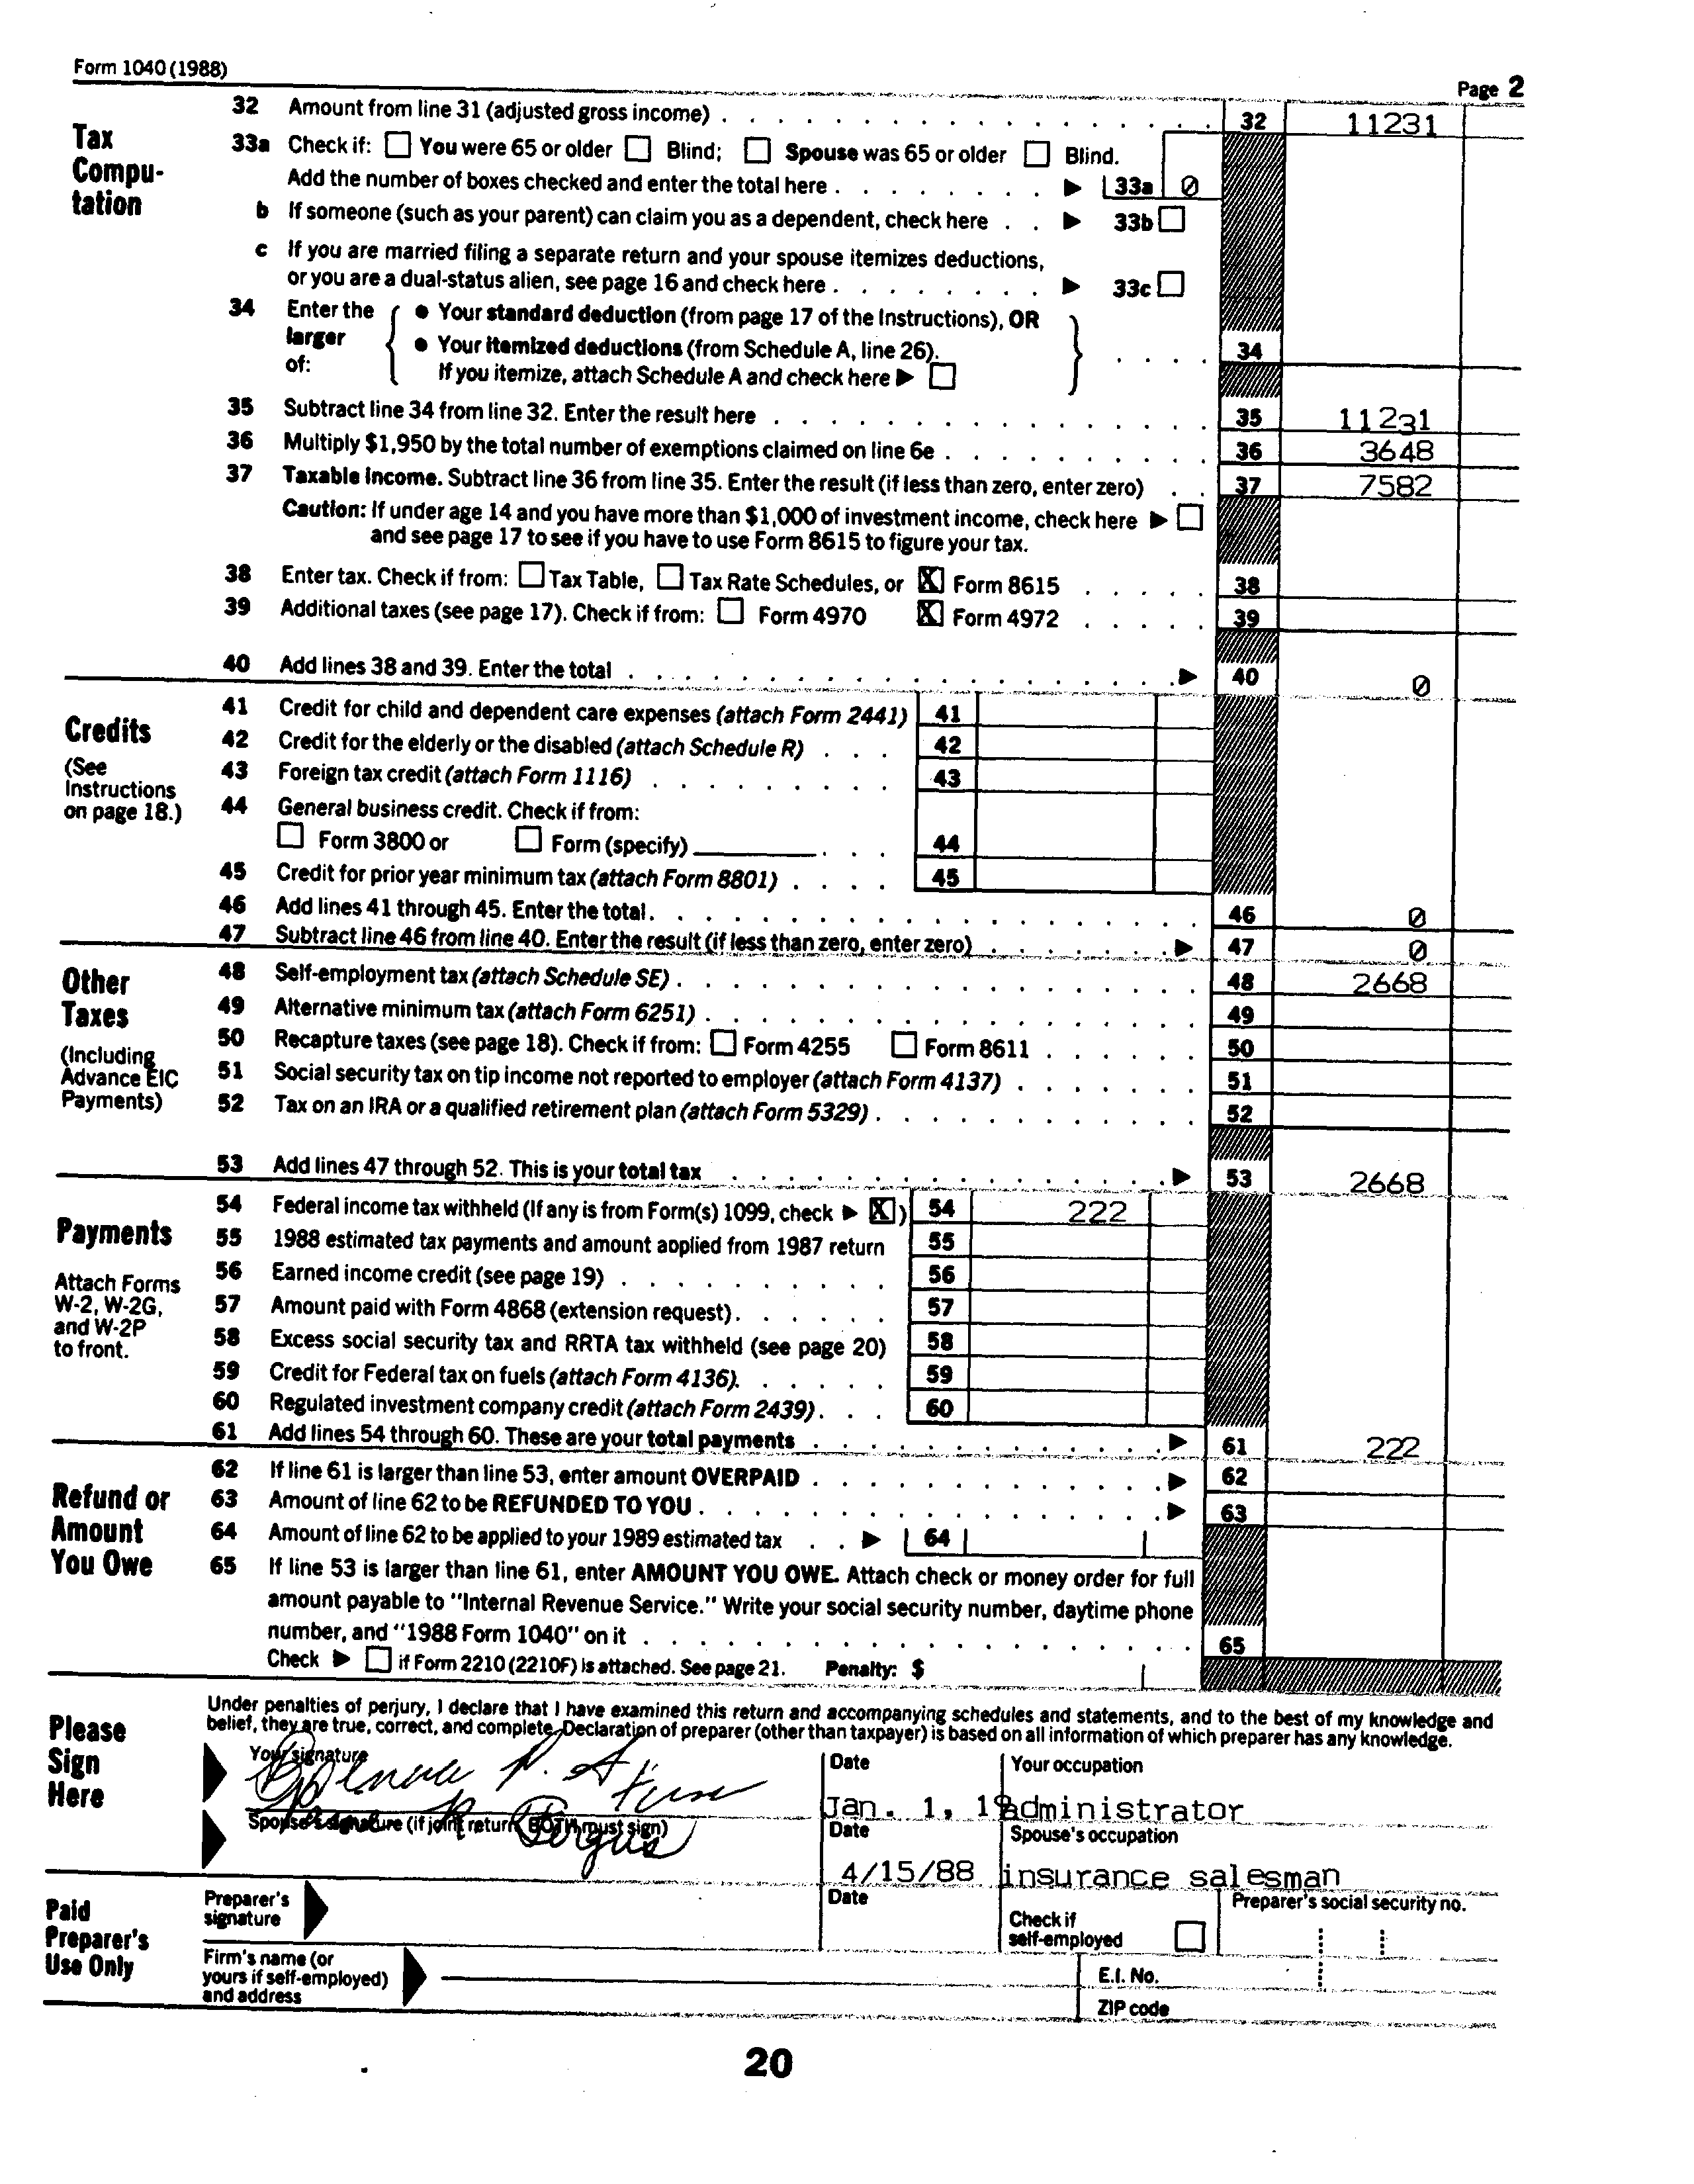 Form 1040 (1988)
Page 2
Tax Compu-tation
32 Amount from line 31 (adjusted gross income) . . . 32 11231
33a Check if: ☐ You were 65 or older ☐ Blind; ☐ Spouse was 65 or older ☐ Blind.
Add the number of boxes checked and enter the total here . . . ▶ 33a 0
b If someone (such as your parent) can claim you as a dependent, check here . . ▶ 33b ☐
c If you are married filing a separate return and your spouse itemizes deductions,
or you are a dual-status alien, see page 16 and check here . . . ▶ 33c ☐
34 Enter the larger of: { ● Your standard deduction (from page 17 of the Instructions), OR
● Your itemized deductions (from Schedule A, line 26).
If you itemize, attach Schedule A and check here ▶ ☐ } . . . . 34
35 Subtract line 34 from line 32. Enter the result here . . . 35 11231
36 Multiply $1,950 by the total number of exemptions claimed on line 6e . . . 36 3648
37 Taxable income. Subtract line 36 from line 35. Enter the result (if less than zero, enter zero) . . 37 7582
Caution: If under age 14 and you have more than $1,000 of investment income, check here ▶ ☐
and see page 17 to see if you have to use Form 8615 to figure your tax.
38 Enter tax. Check if from: ☐ Tax Table, ☐ Tax Rate Schedules, or ☒ Form 8615 . . . 38
39 Additional taxes (see page 17). Check if from: ☐ Form 4970 ☒ Form 4972 . . . 39
40 Add lines 38 and 39. Enter the total . . . ▶ 40 0
Credits
(See Instructions on page 18.)
41 Credit for child and dependent care expenses (attach Form 2441) 41
42 Credit for the elderly or the disabled (attach Schedule R) . . . 42
43 Foreign tax credit (attach Form 1116) . . . 43
44 General business credit. Check if from:
☐ Form 3800 or ☐ Form (specify) ______ . . . 44
45 Credit for prior year minimum tax (attach Form 8801) . . . . 45
46 Add lines 41 through 45. Enter the total . . . 46 0
47 Subtract line 46 from line 40. Enter the result (if less than zero, enter zero) . . . ▶ 47 0
Other Taxes
(Including Advance EIC Payments)
48 Self-employment tax (attach Schedule SE) . . . 48 2668
49 Alternative minimum tax (attach Form 6251) . . . 49
50 Recapture taxes (see page 18). Check if from: ☐ Form 4255 ☐ Form 8611 . . . 50
51 Social security tax on tip income not reported to employer (attach Form 4137) . . . 51
52 Tax on an IRA or a qualified retirement plan (attach Form 5329) . . . 52
53 Add lines 47 through 52. This is your total tax . . . ▶ 53 2668
Payments
Attach Forms W-2, W-2G, and W-2P to front.
54 Federal income tax withheld (If any is from Form(s) 1099, check ▶ ☒) 54 222
55 1988 estimated tax payments and amount applied from 1987 return 55
56 Earned income credit (see page 19) . . . 56
57 Amount paid with Form 4868 (extension request) . . . 57
58 Excess social security tax and RRTA tax withheld (see page 20) 58
59 Credit for Federal tax on fuels (attach Form 4136). . . . 59
60 Regulated investment company credit (attach Form 2439) . . . 60
61 Add lines 54 through 60. These are your total payments . . . ▶ 61 222
Refund or Amount You Owe
62 If line 61 is larger than line 53, enter amount OVERPAID . . . ▶ 62
63 Amount of line 62 to be REFUNDED TO YOU . . . ▶ 63
64 Amount of line 62 to be applied to your 1989 estimated tax . . ▶ 64
65 If line 53 is larger than line 61, enter AMOUNT YOU OWE. Attach check or money order for full
amount payable to "Internal Revenue Service." Write your social security number, daytime phone
number, and "1988 Form 1040" on it . . . 65
Check ▶ ☐ if Form 2210 (2210F) is attached. See page 21. Penalty: $
Please Sign Here
Under penalties of perjury, I declare that I have examined this return and accompanying schedules and statements, and to the best of my knowledge and
belief, they are true, correct, and complete. Declaration of preparer (other than taxpayer) is based on all information of which preparer has any knowledge.
Your signature
Date
Your occupation
Jan. 1, 19 administrator
Spouse's signature (if joint return, BOTH must sign)
Date
Spouse's occupation
4/15/88 insurance salesman
Paid Preparer's Use Only
Preparer's signature
Date
Check if self-employed ☐
Preparer's social security no.
Firm's name (or yours if self-employed) and address
E.I. No.
ZIP code
20